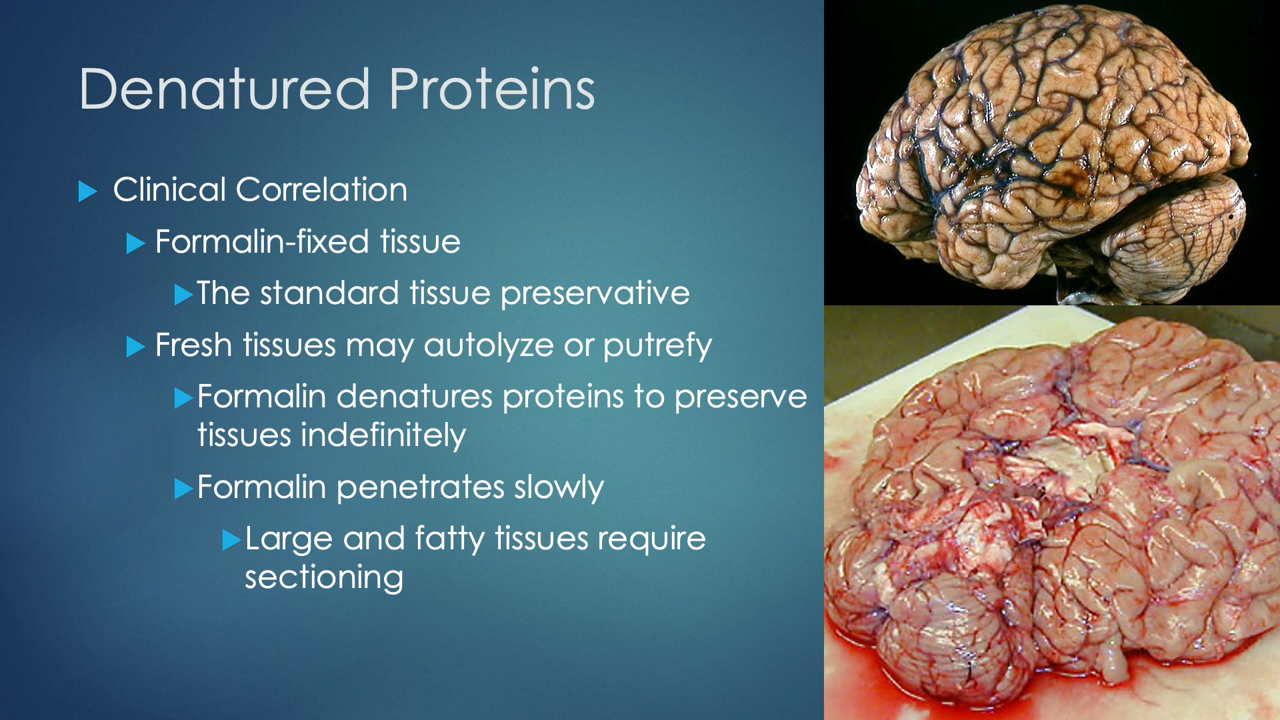 Denatured Proteins
Clinical Correlation
Formalin-fixed tissue
The standard tissue preservative
Fresh tissues may autolyze or putrefy
Formalin denatures proteins to preserve
tissues indefinitely
Formalin penetrates slowly
Large and fatty tissues require
sectioning